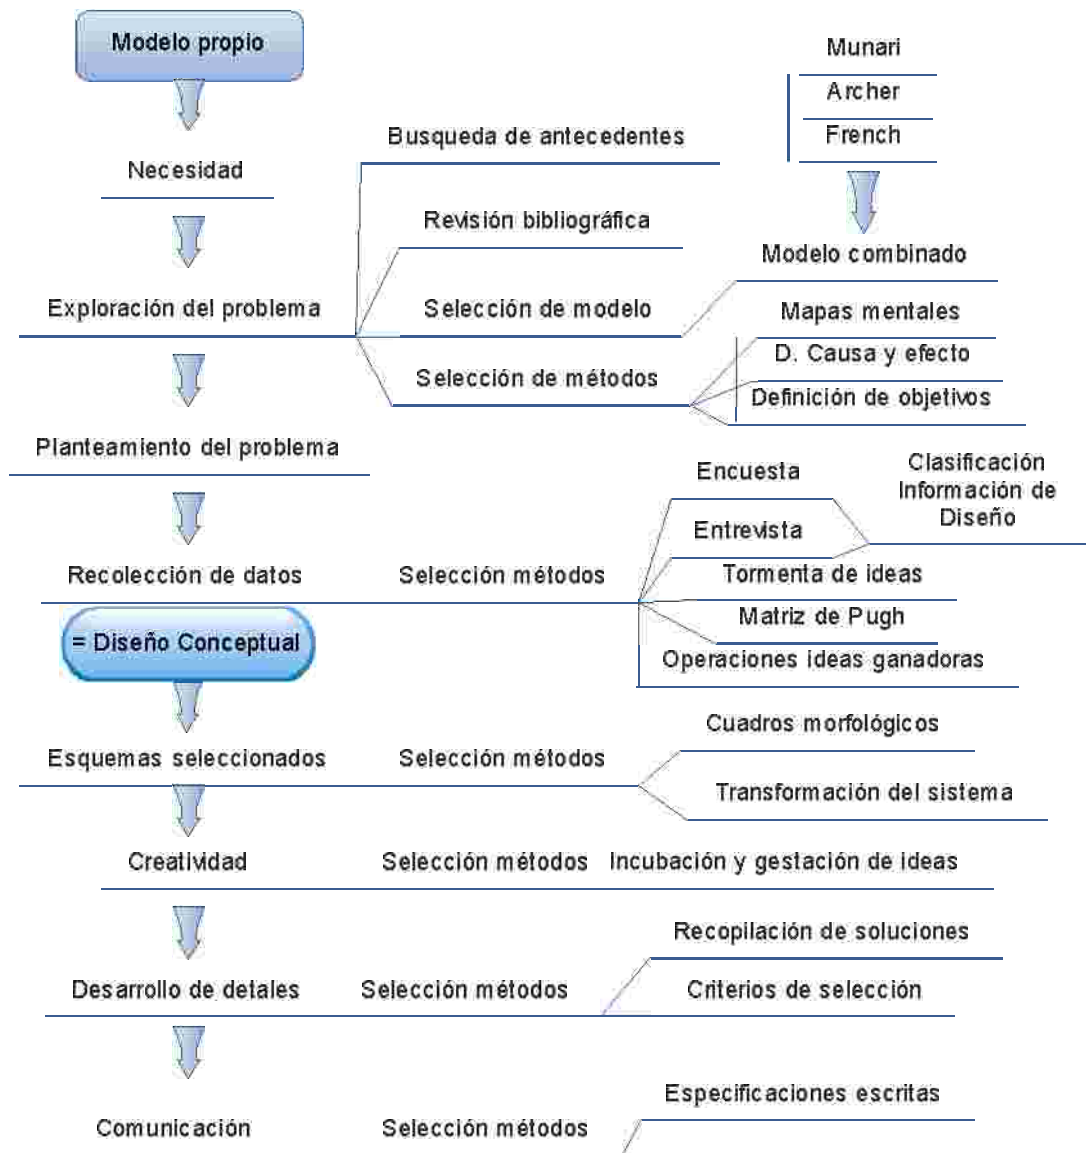 Modelo propio
Munari
Archer
French
Busqueda de antecedentes
Necesidad
Revisión bibliográfica
Modelo combinado
Exploración del problema
Selección de modelo
Mapas mentales
D. Causa y efecto
Selección de métodos
Definición de objetivos
Planteamiento del problema
Encuesta
Clasificación
Información de
Diseño
Entrevista
Recolección de datos
Selección métodos
Tormenta de ideas
Matriz de Pugh
= Diseño Conceptual
Operaciones ideas ganadoras
Cuadros morfológicos
Esquemas seleccionados
Selección métodos
Transformación del sistema
Creatividad
Selección métodos
Incubación y gestación de ideas
Recopilación de soluciones
Desarrollo de detales
Selección métodos
Criterios de selección
Especificaciones escritas
Comunicación
Selección métodos